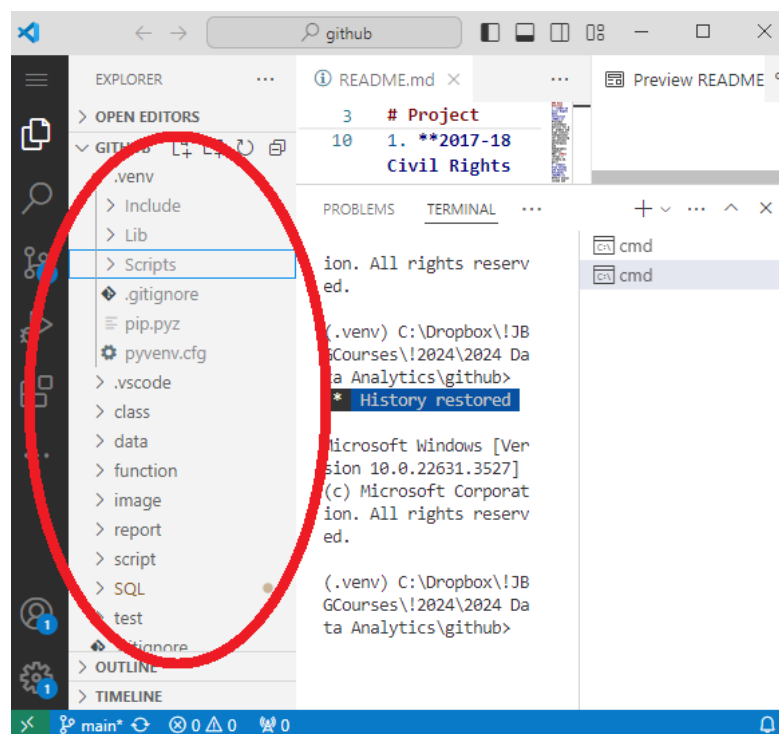 github
EXPLORER
README.md
Preview README
OPEN EDITORS
GITHUB
.venv
Include
Lib
Scripts
.gitignore
pip.pyz
pyvenv.cfg
.vscode
class
data
function
image
report
script
SQL
test
.gitignore
OUTLINE
TIMELINE
3 # Project
10 1. **2017-18
Civil Rights
PROBLEMS TERMINAL
cmd
cmd
ion. All rights reserv
ed.
(.venv) C:\Dropbox\!JB
GCourses\!2024\2024 Da
ta Analytics\github>
* History restored
Microsoft Windows [Ver
sion 10.0.22631.3527]
(c) Microsoft Corporat
ion. All rights reserv
ed.
(.venv) C:\Dropbox\!JB
GCourses\!2024\2024 Da
ta Analytics\github>
1
1
main* 0 0 0